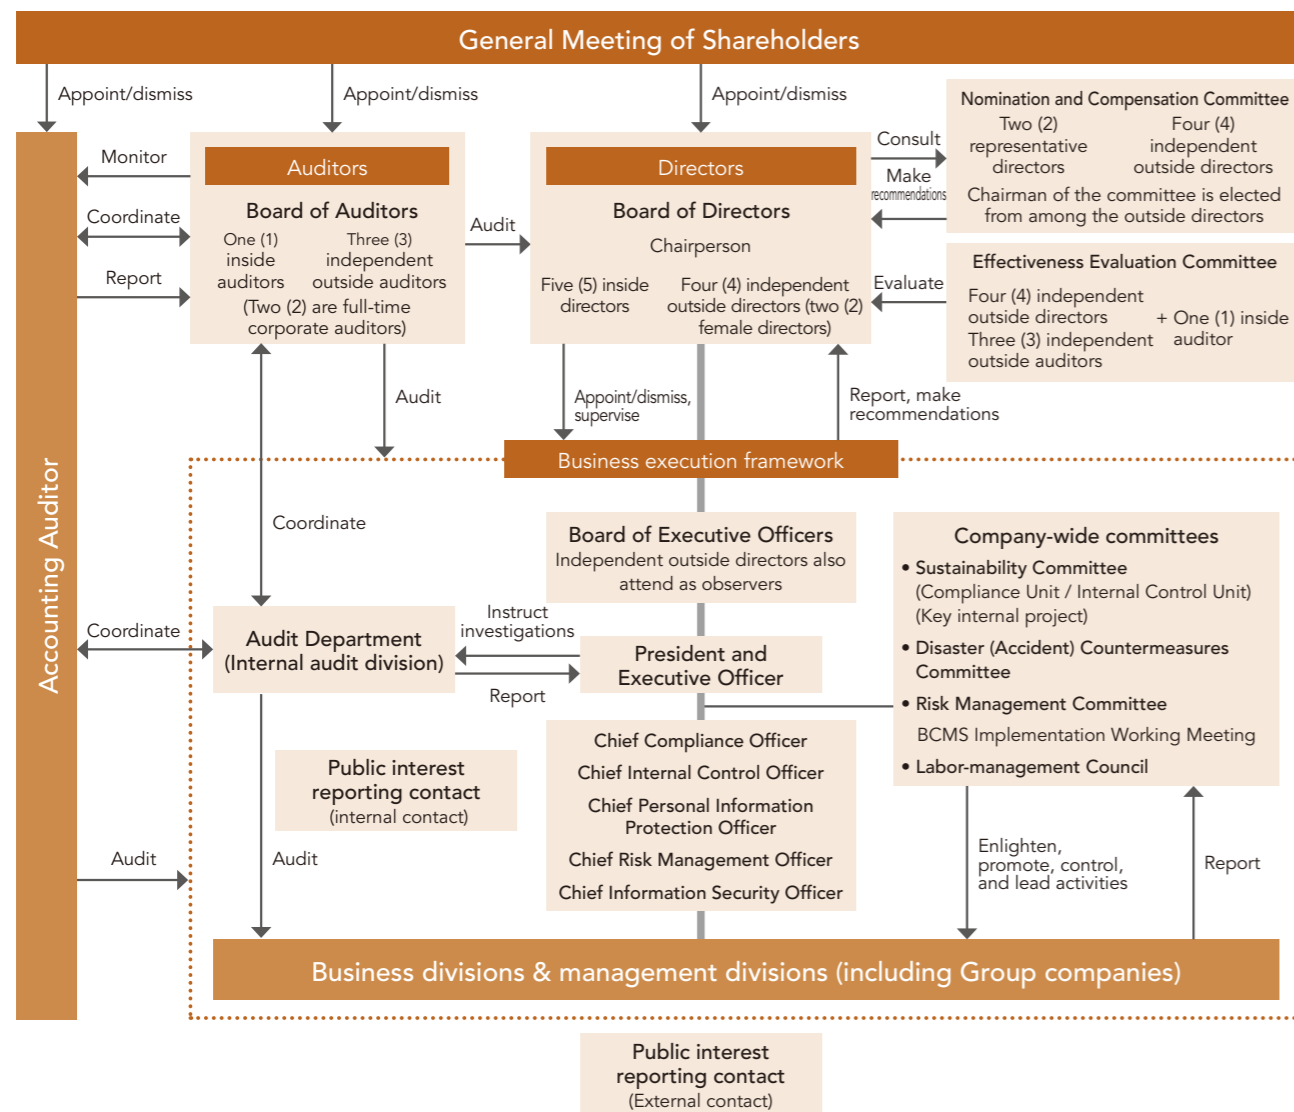 General Meeting of Shareholders
Appoint/dismiss
Appoint/dismiss
Appoint/dismiss
Accounting Auditor
Monitor
Coordinate
Report
Auditors
Board of Auditors
One (1)
inside
auditors
Three (3)
independent
outside auditors
(Two (2) are full-time
corporate auditors)
Audit
Directors
Board of Directors
Chairperson
Five (5) inside
directors
Four (4) independent
outside directors (two (2)
female directors)
Consult
Make
recommendations
Nomination and Compensation Committee
Two (2)
representative
directors
Four (4)
independent
outside directors
Chairman of the committee is elected
from among the outside directors
Evaluate
Effectiveness Evaluation Committee
Four (4) independent
outside directors
Three (3) independent
outside auditors
+ One (1) inside
auditor
Audit
Appoint/dismiss,
supervise
Report, make
recommendations
Business execution framework
Coordinate
Board of Executive Officers
Independent outside directors also
attend as observers
Coordinate
Audit Department
(Internal audit division)
Instruct
investigations
Report
President and
Executive Officer
Company-wide committees
• Sustainability Committee
(Compliance Unit / Internal Control Unit)
(Key internal project)
• Disaster (Accident) Countermeasures
Committee
• Risk Management Committee
BCMS Implementation Working Meeting
• Labor-management Council
Chief Compliance Officer
Chief Internal Control Officer
Chief Personal Information
Protection Officer
Chief Risk Management Officer
Chief Information Security Officer
Public interest
reporting contact
(internal contact)
Audit
Audit
Enlighten,
promote, control,
and lead activities
Report
Business divisions & management divisions (including Group companies)
Public interest
reporting contact
(External contact)